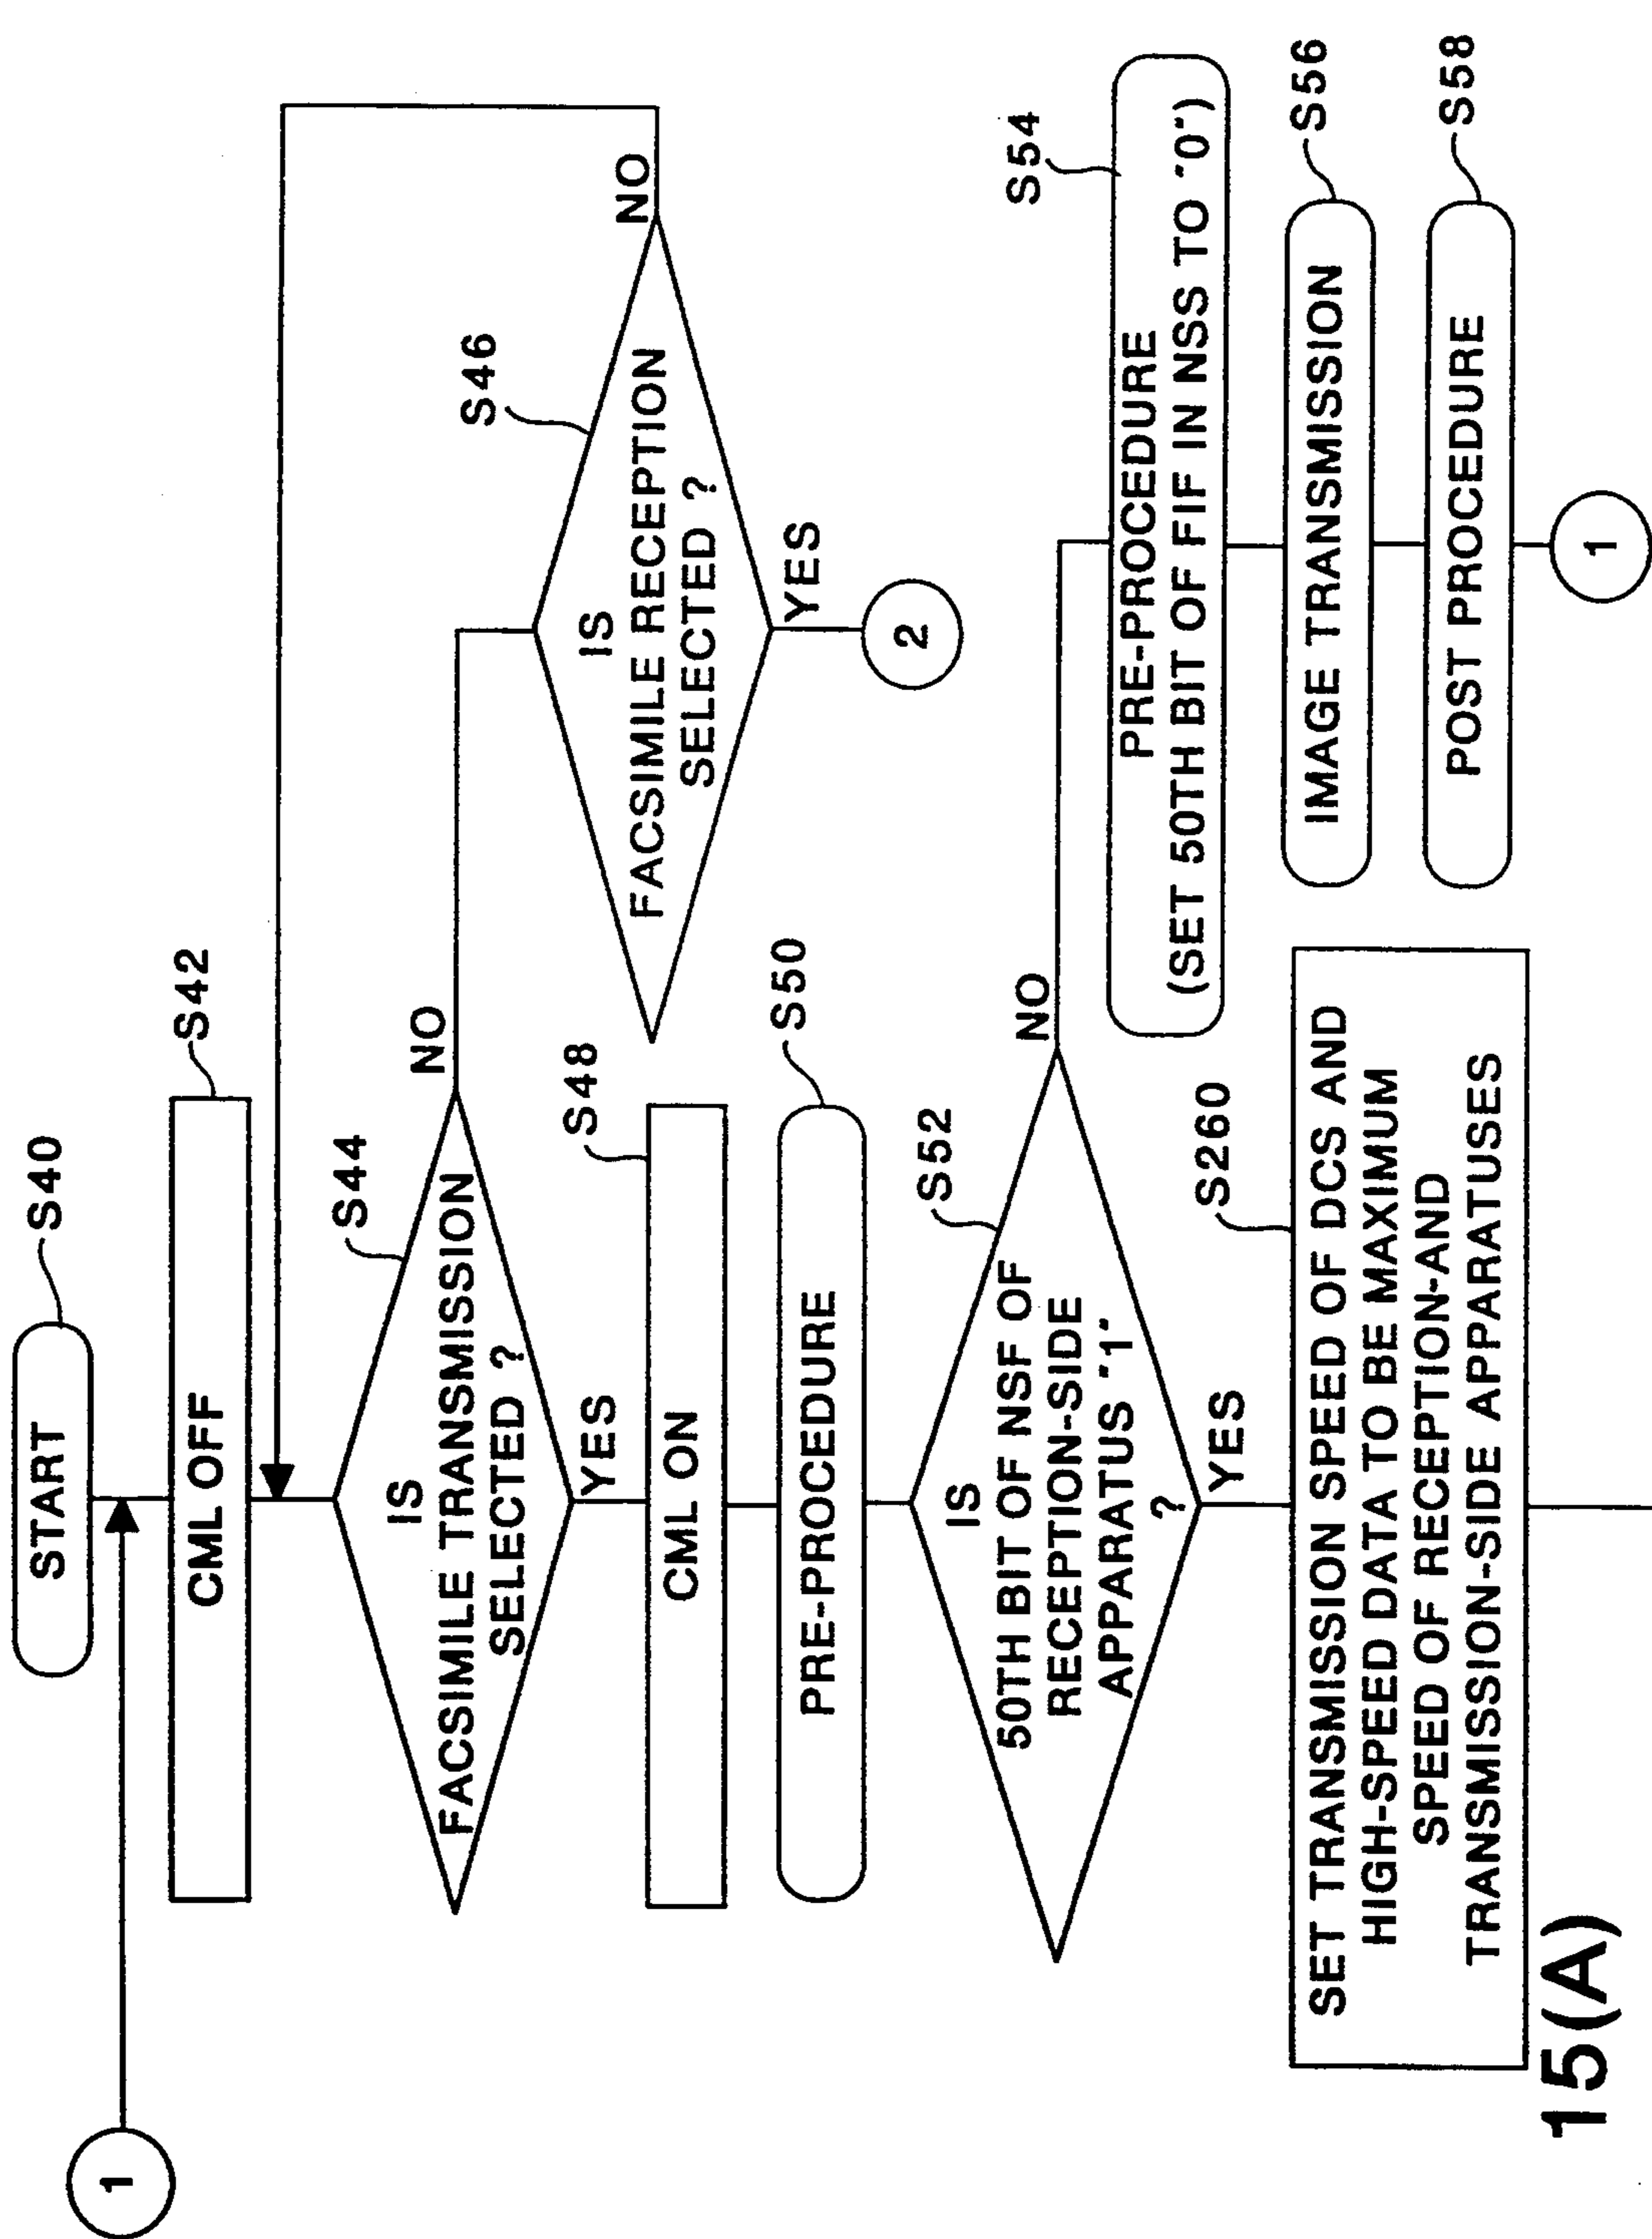 START
S40
1
CML OFF
S42
IS
FACSIMILE TRANSMISSION
SELECTED ?
S44
NO
YES
IS
FACSIMILE RECEPTION
SELECTED ?
S46
NO
YES
2
CML ON
S48
PRE-PROCEDURE
S50
IS
50TH BIT OF NSF OF
RECEPTION-SIDE
APPARATUS "1"
?
S52
NO
YES
PRE-PROCEDURE
(SET 50TH BIT OF FIF IN NSS TO "0")
S54
IMAGE TRANSMISSION
S56
POST PROCEDURE
S58
1
SET TRANSMISSION SPEED OF DCS AND
HIGH-SPEED DATA TO BE MAXIMUM
SPEED OF RECEPTION-AND
TRANSMISSION-SIDE APPARATUSES
S260
15(A)